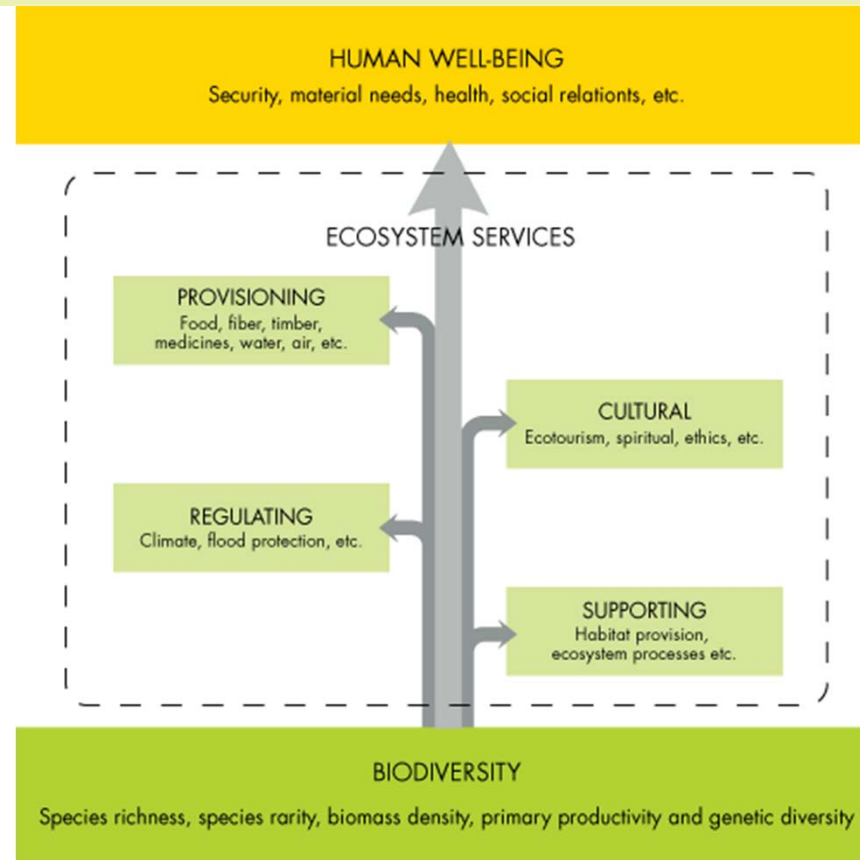 HUMAN WELL-BEING
Security, material needs, health, social relationts, etc.
ECOSYSTEM SERVICES
PROVISIONING
Food, fiber, timber,
medicines, water, air, etc.
CULTURAL
Ecotourism, spiritual, ethics, etc.
REGULATING
Climate, flood protection, etc.
SUPPORTING
Habitat provision,
ecosystem processes etc.
BIODIVERSITY
Species richness, species rarity, biomass density, primary productivity and genetic diversity